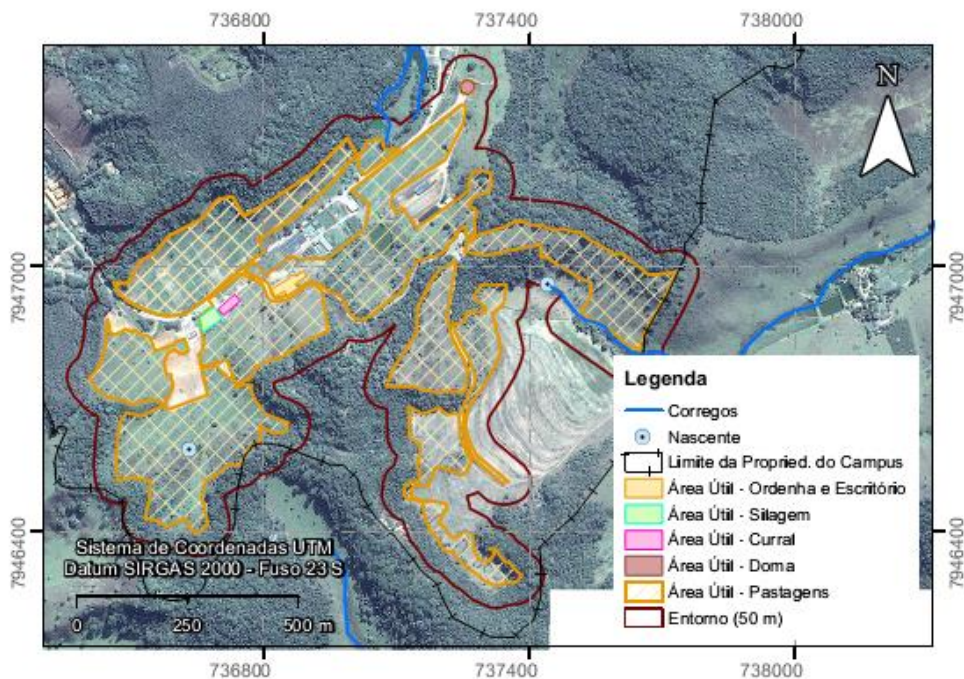 736800 737400 738000
N
7947000 7947000
Legenda
Corregos
Nascente
Limite da Propried. do Campus
Área Útil - Ordenha e Escritório
Área Útil - Silagem
Área Útil - Curral
Área Útil - Doma
Área Útil - Pastagens
Entorno (50 m)
7946400 7946400
Sistema de Coordenadas UTM
Datum SIRGAS 2000 - Fuso 23 S
0 250 500 m
736800 737400 738000